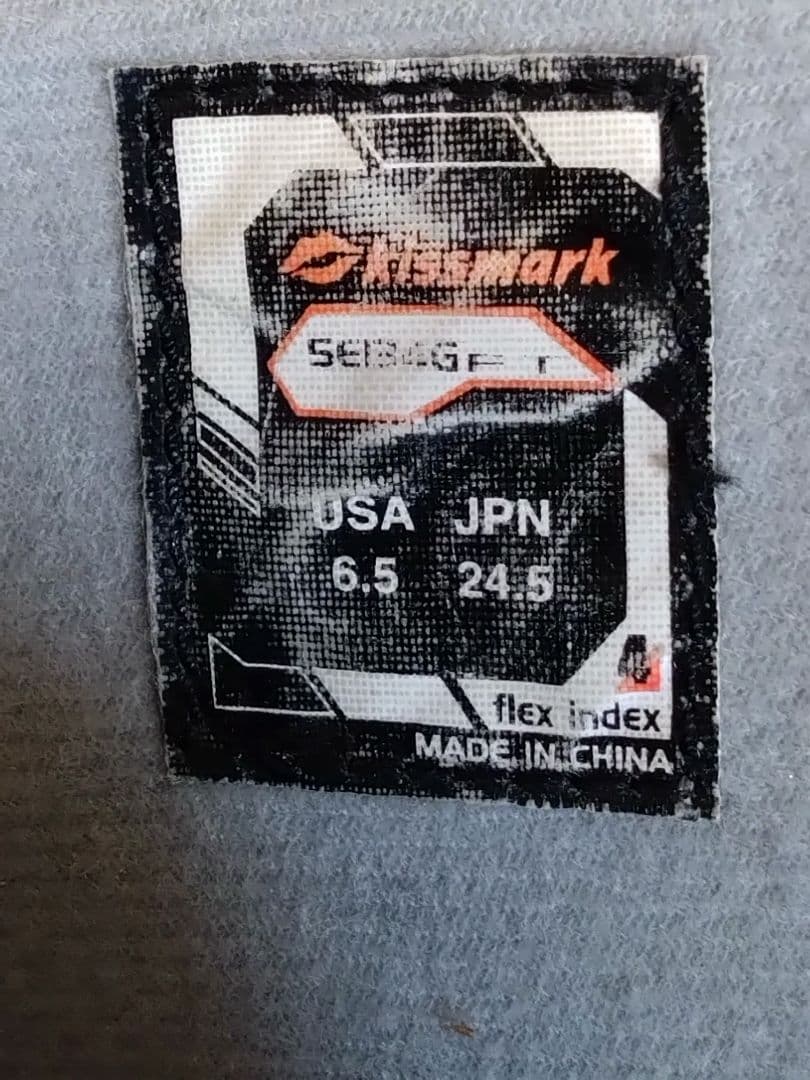 kissmark
USA JPN
6.5 24.5
flex index
MADE IN CHINA